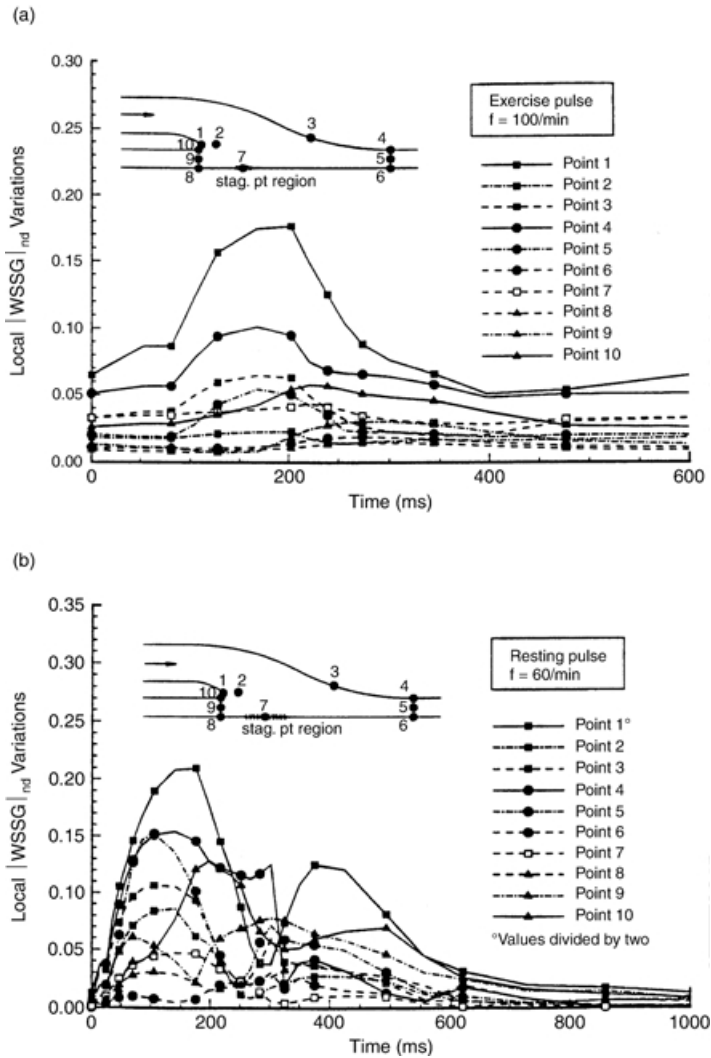 (a)
0.30
0.25
0.20
0.15
0.10
0.05
0.00
Local |WSSG|nd Variations
1 2 3 4
10
9 7 5
8 6
stag. pt region
Exercise pulse
f = 100/min
Point 1
Point 2
Point 3
Point 4
Point 5
Point 6
Point 7
Point 8
Point 9
Point 10
0 200 400 600
Time (ms)
(b)
0.35
0.30
0.25
0.20
0.15
0.10
0.05
0.00
Local |WSSG|nd Variations
1 2 3 4
10
9 7 5
8 6
stag. pt region
Resting pulse
f = 60/min
Point 1°
Point 2
Point 3
Point 4
Point 5
Point 6
Point 7
Point 8
Point 9
Point 10
°Values divided by two
0 200 400 600 800 1000
Time (ms)